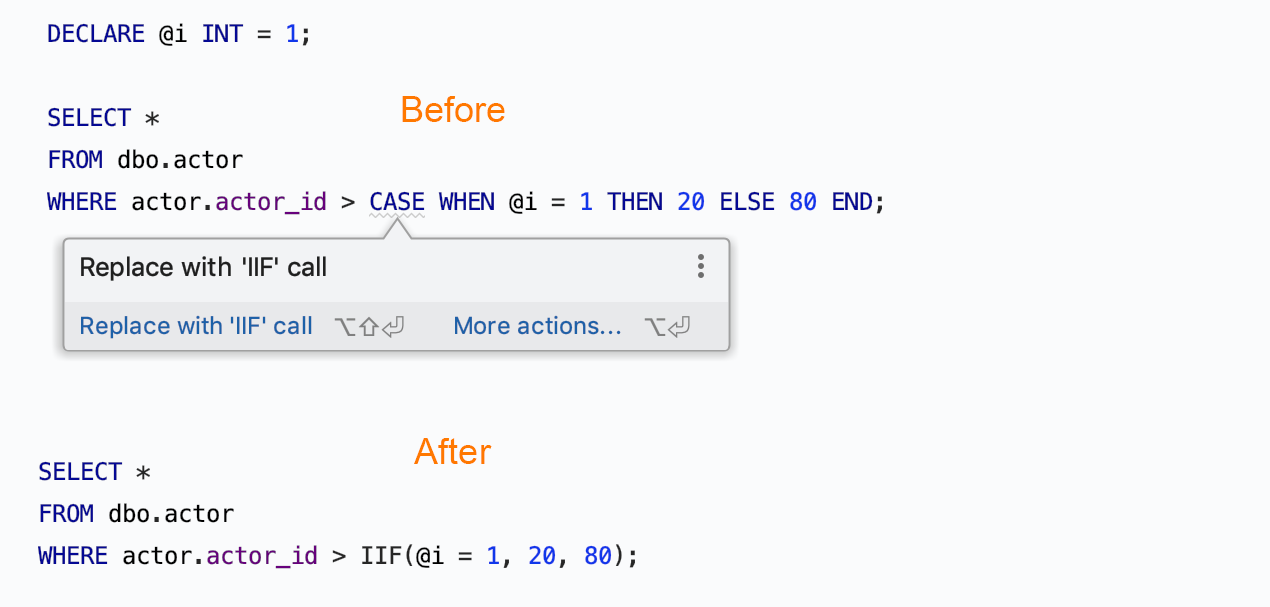 DECLARE @i INT = 1;
Before
SELECT *
FROM dbo.actor
WHERE actor.actor_id > CASE WHEN @i = 1 THEN 20 ELSE 80 END;
Replace with 'IIF' call
Replace with 'IIF' call ⌥⇧⏎ More actions... ⌥⏎
After
SELECT *
FROM dbo.actor
WHERE actor.actor_id > IIF(@i = 1, 20, 80);